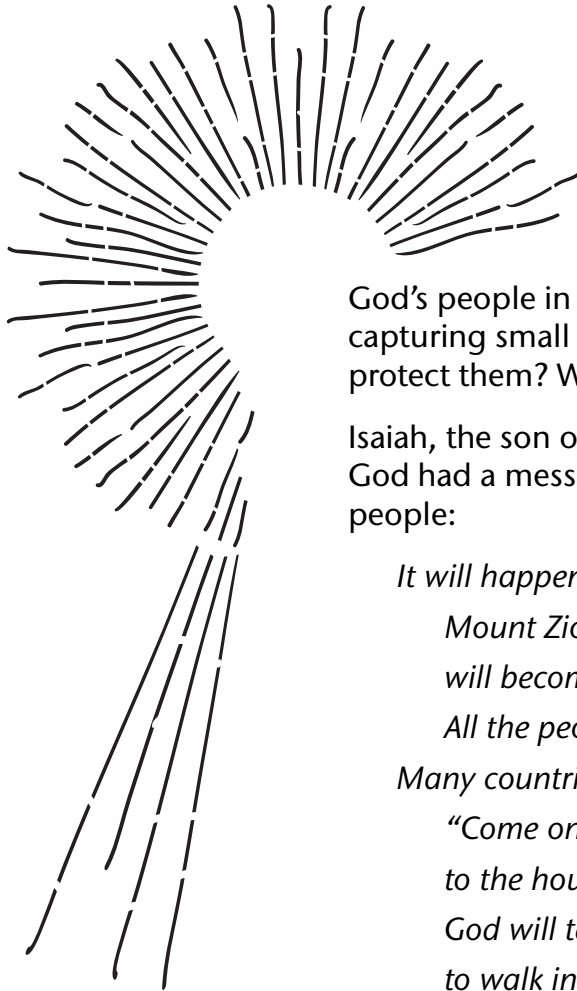 God’s people in
capturing small
protect them? W
Isaiah, the son o
God had a mess
people:
It will happen
Mount Zio
will becom
All the peo
Many countri
“Come on
to the hou
God will t
to walk in